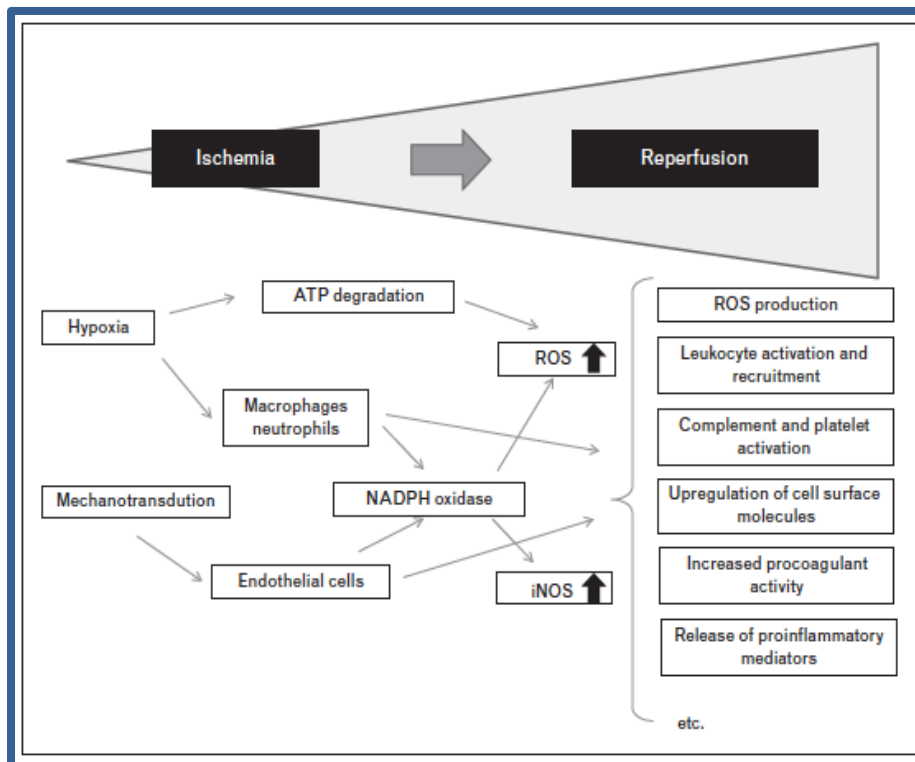 Ischemia
Reperfusion
ATP degradation
Hypoxia
ROS
Macrophages
neutrophils
Mechanotransdution
NADPH oxidase
Endothelial cells
iNOS
ROS production
Leukocyte activation and
recruitment
Complement and platelet
activation
Upregulation of cell surface
molecules
Increased procoagulant
activity
Release of proinflammatory
mediators
etc.